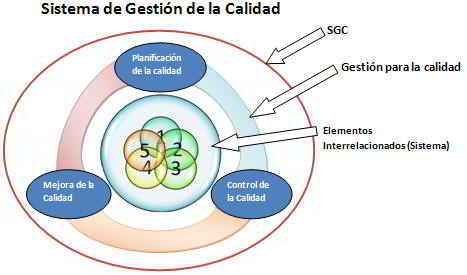 Sistema de Gestión de la Calidad
SGC
Planificación
de la calidad
Gestión para la calidad
Elementos
Interrelacionados (Sistema)
1
5 2
4 3
Mejora de la
Calidad
Control de
la Calidad